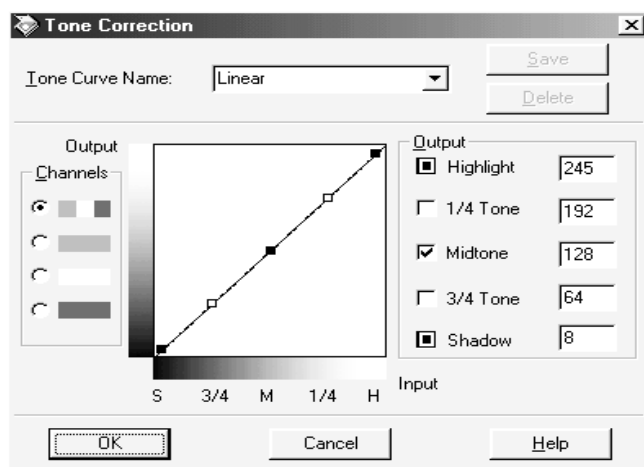 Tone Correction
Tone Curve Name: Linear
Save
Delete
Output
Channels
Output
Highlight 245
1/4 Tone 192
Midtone 128
3/4 Tone 64
Shadow 8
Input
S 3/4 M 1/4 H
OK Cancel Help